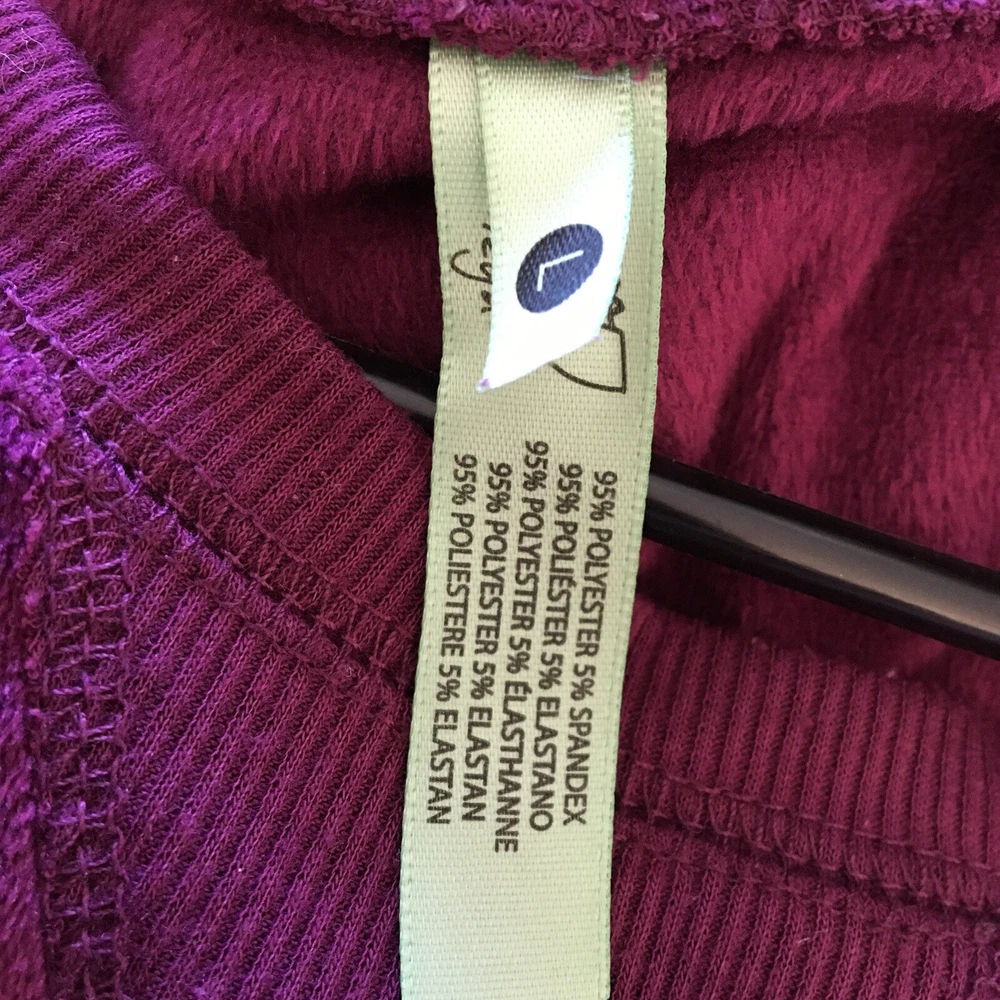 L
95% POLYESTER 5% SPANDEX
95% POLIÉSTER 5% ELASTANO
95% POLYESTER 5% ÉLASTHANNE
95% POLYESTER 5% ELASTAN
95% POLIESTERE 5% ELASTAN